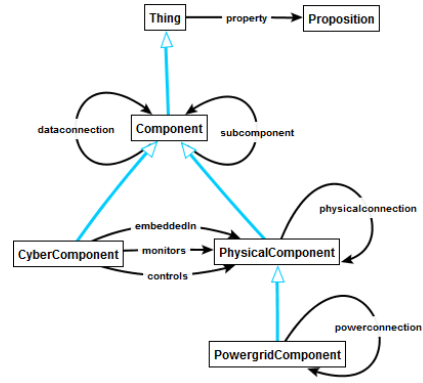 Thing
property
Proposition
Component
dataconnection
subcomponent
physicalconnection
embeddedIn
CyberComponent
monitors
PhysicalComponent
controls
powerconnection
PowergridComponent